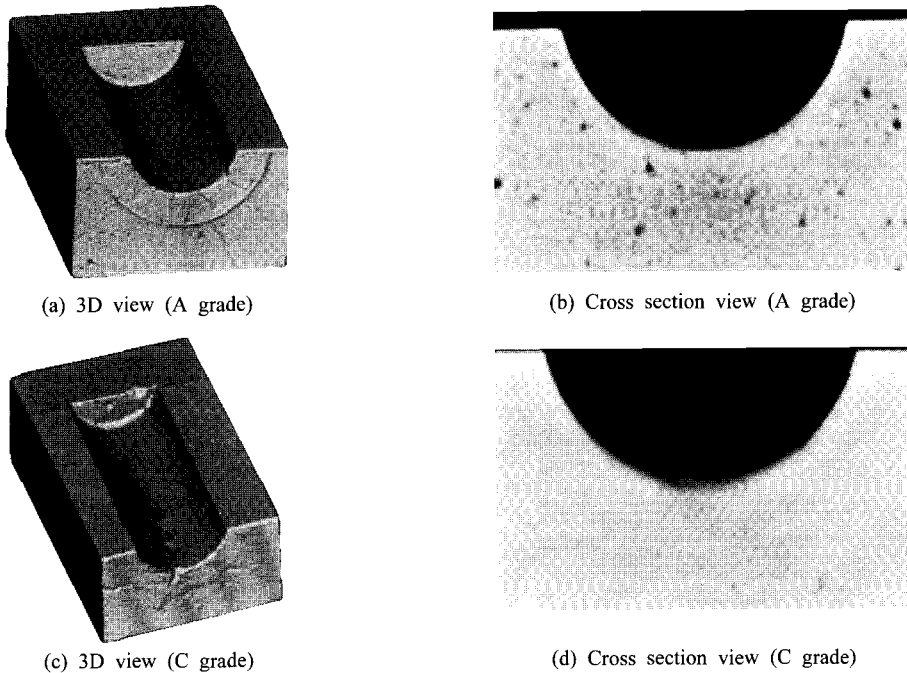 (a) 3D view (A grade)
(b) Cross section view (A grade)
(c) 3D view (C grade)
(d) Cross section view (C grade)